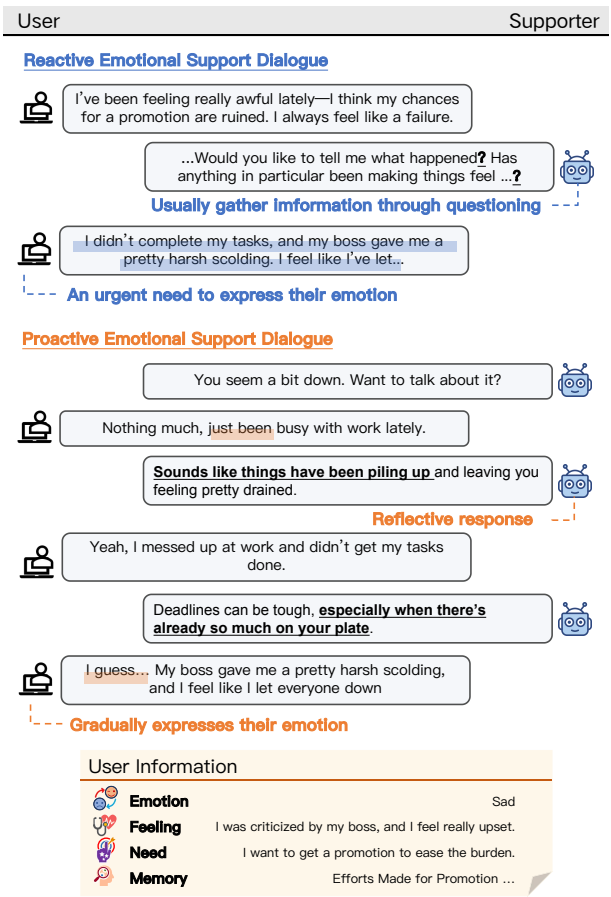 User Supporter
Reactive Emotional Support Dialogue
I've been feeling really awful lately—I think my chances
for a promotion are ruined. I always feel like a failure.
...Would you like to tell me what happened? Has
anything in particular been making things feel ...?
Usually gather imformation through questioning
I didn't complete my tasks, and my boss gave me a
pretty harsh scolding. I feel like I've let...
An urgent need to express their emotion
Proactive Emotional Support Dialogue
You seem a bit down. Want to talk about it?
Nothing much, just been busy with work lately.
Sounds like things have been piling up and leaving you
feeling pretty drained.
Reflective response
Yeah, I messed up at work and didn't get my tasks
done.
Deadlines can be tough, especially when there's
already so much on your plate.
I guess... My boss gave me a pretty harsh scolding,
and I feel like I let everyone down
Gradually expresses their emotion
User Information
Emotion Sad
Feeling I was criticized by my boss, and I feel really upset.
Need I want to get a promotion to ease the burden.
Memory Efforts Made for Promotion ...